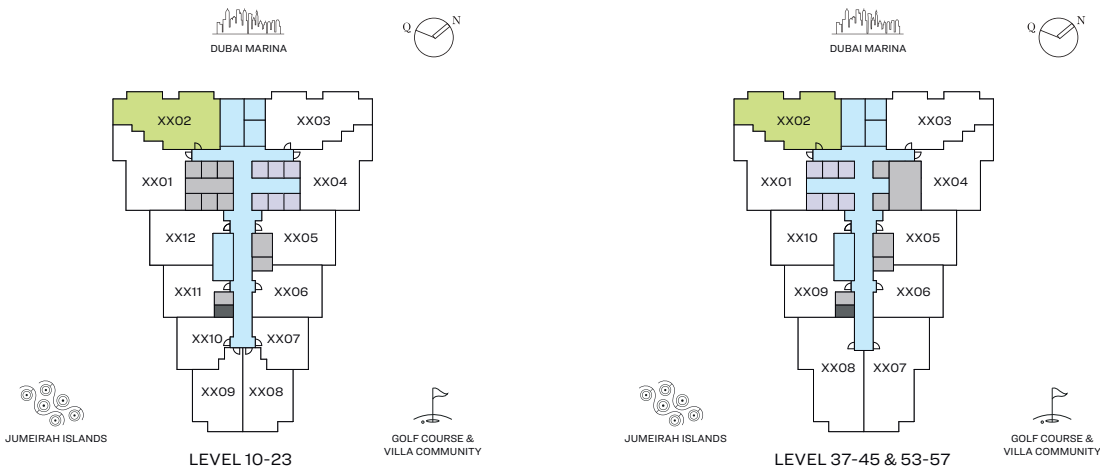 DUBAI MARINA
Q N
XX02
XX03
XX01
XX04
XX12
XX05
XX11
XX06
XX10
XX07
XX09
XX08
JUMEIRAH ISLANDS
GOLF COURSE &
VILLA COMMUNITY
LEVEL 10-23
DUBAI MARINA
Q N
XX02
XX03
XX01
XX04
XX10
XX05
XX09
XX06
XX08
XX07
JUMEIRAH ISLANDS
GOLF COURSE &
VILLA COMMUNITY
LEVEL 37-45 & 53-57